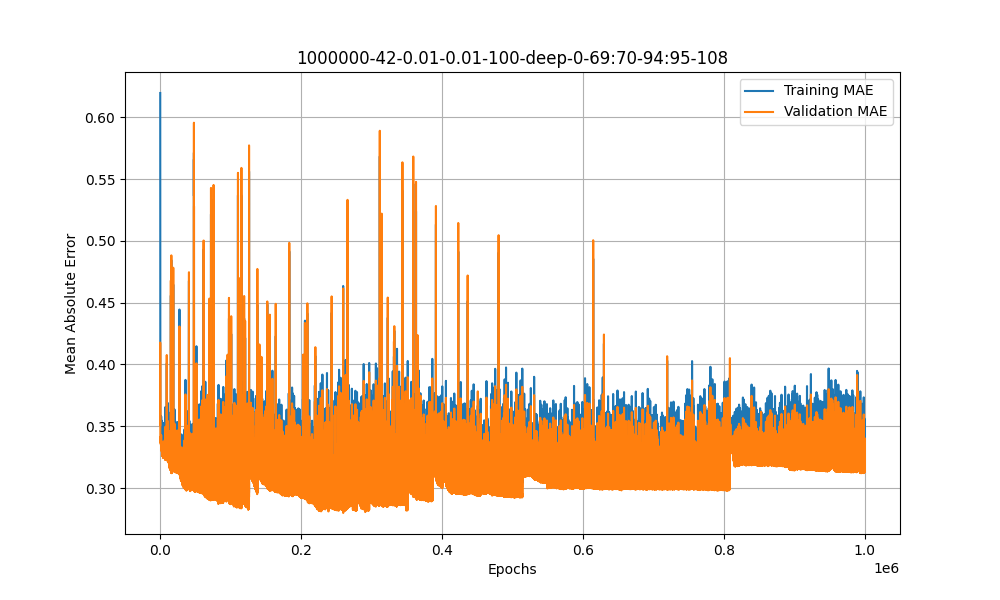 1000000-42-0.01-0.01-100-deep-0-69:70-94:95-108
Training MAE
Validation MAE
Mean Absolute Error
0.60
0.55
0.50
0.45
0.40
0.35
0.30
0.0 0.2 0.4 0.6 0.8 1.0
1e6
Epochs